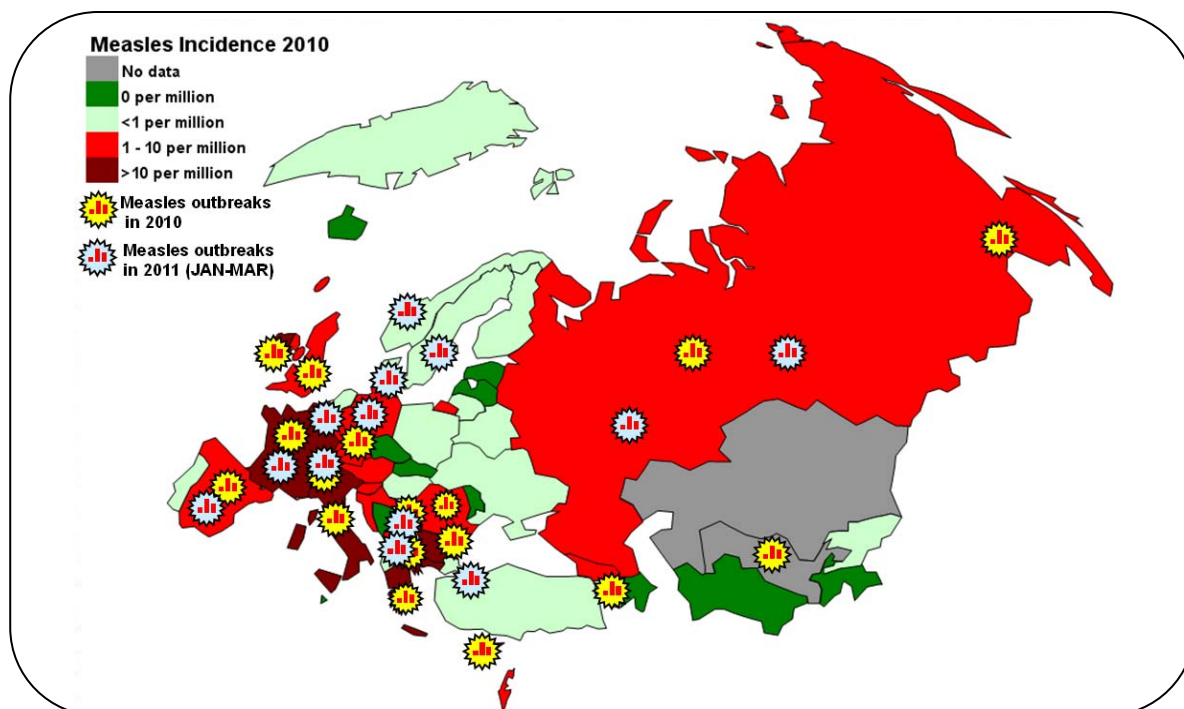 Measles Incidence 2010
No data
0 per million
<1 per million
1 - 10 per million
>10 per million
Measles outbreaks
in 2010
Measles outbreaks
in 2011 (JAN-MAR)